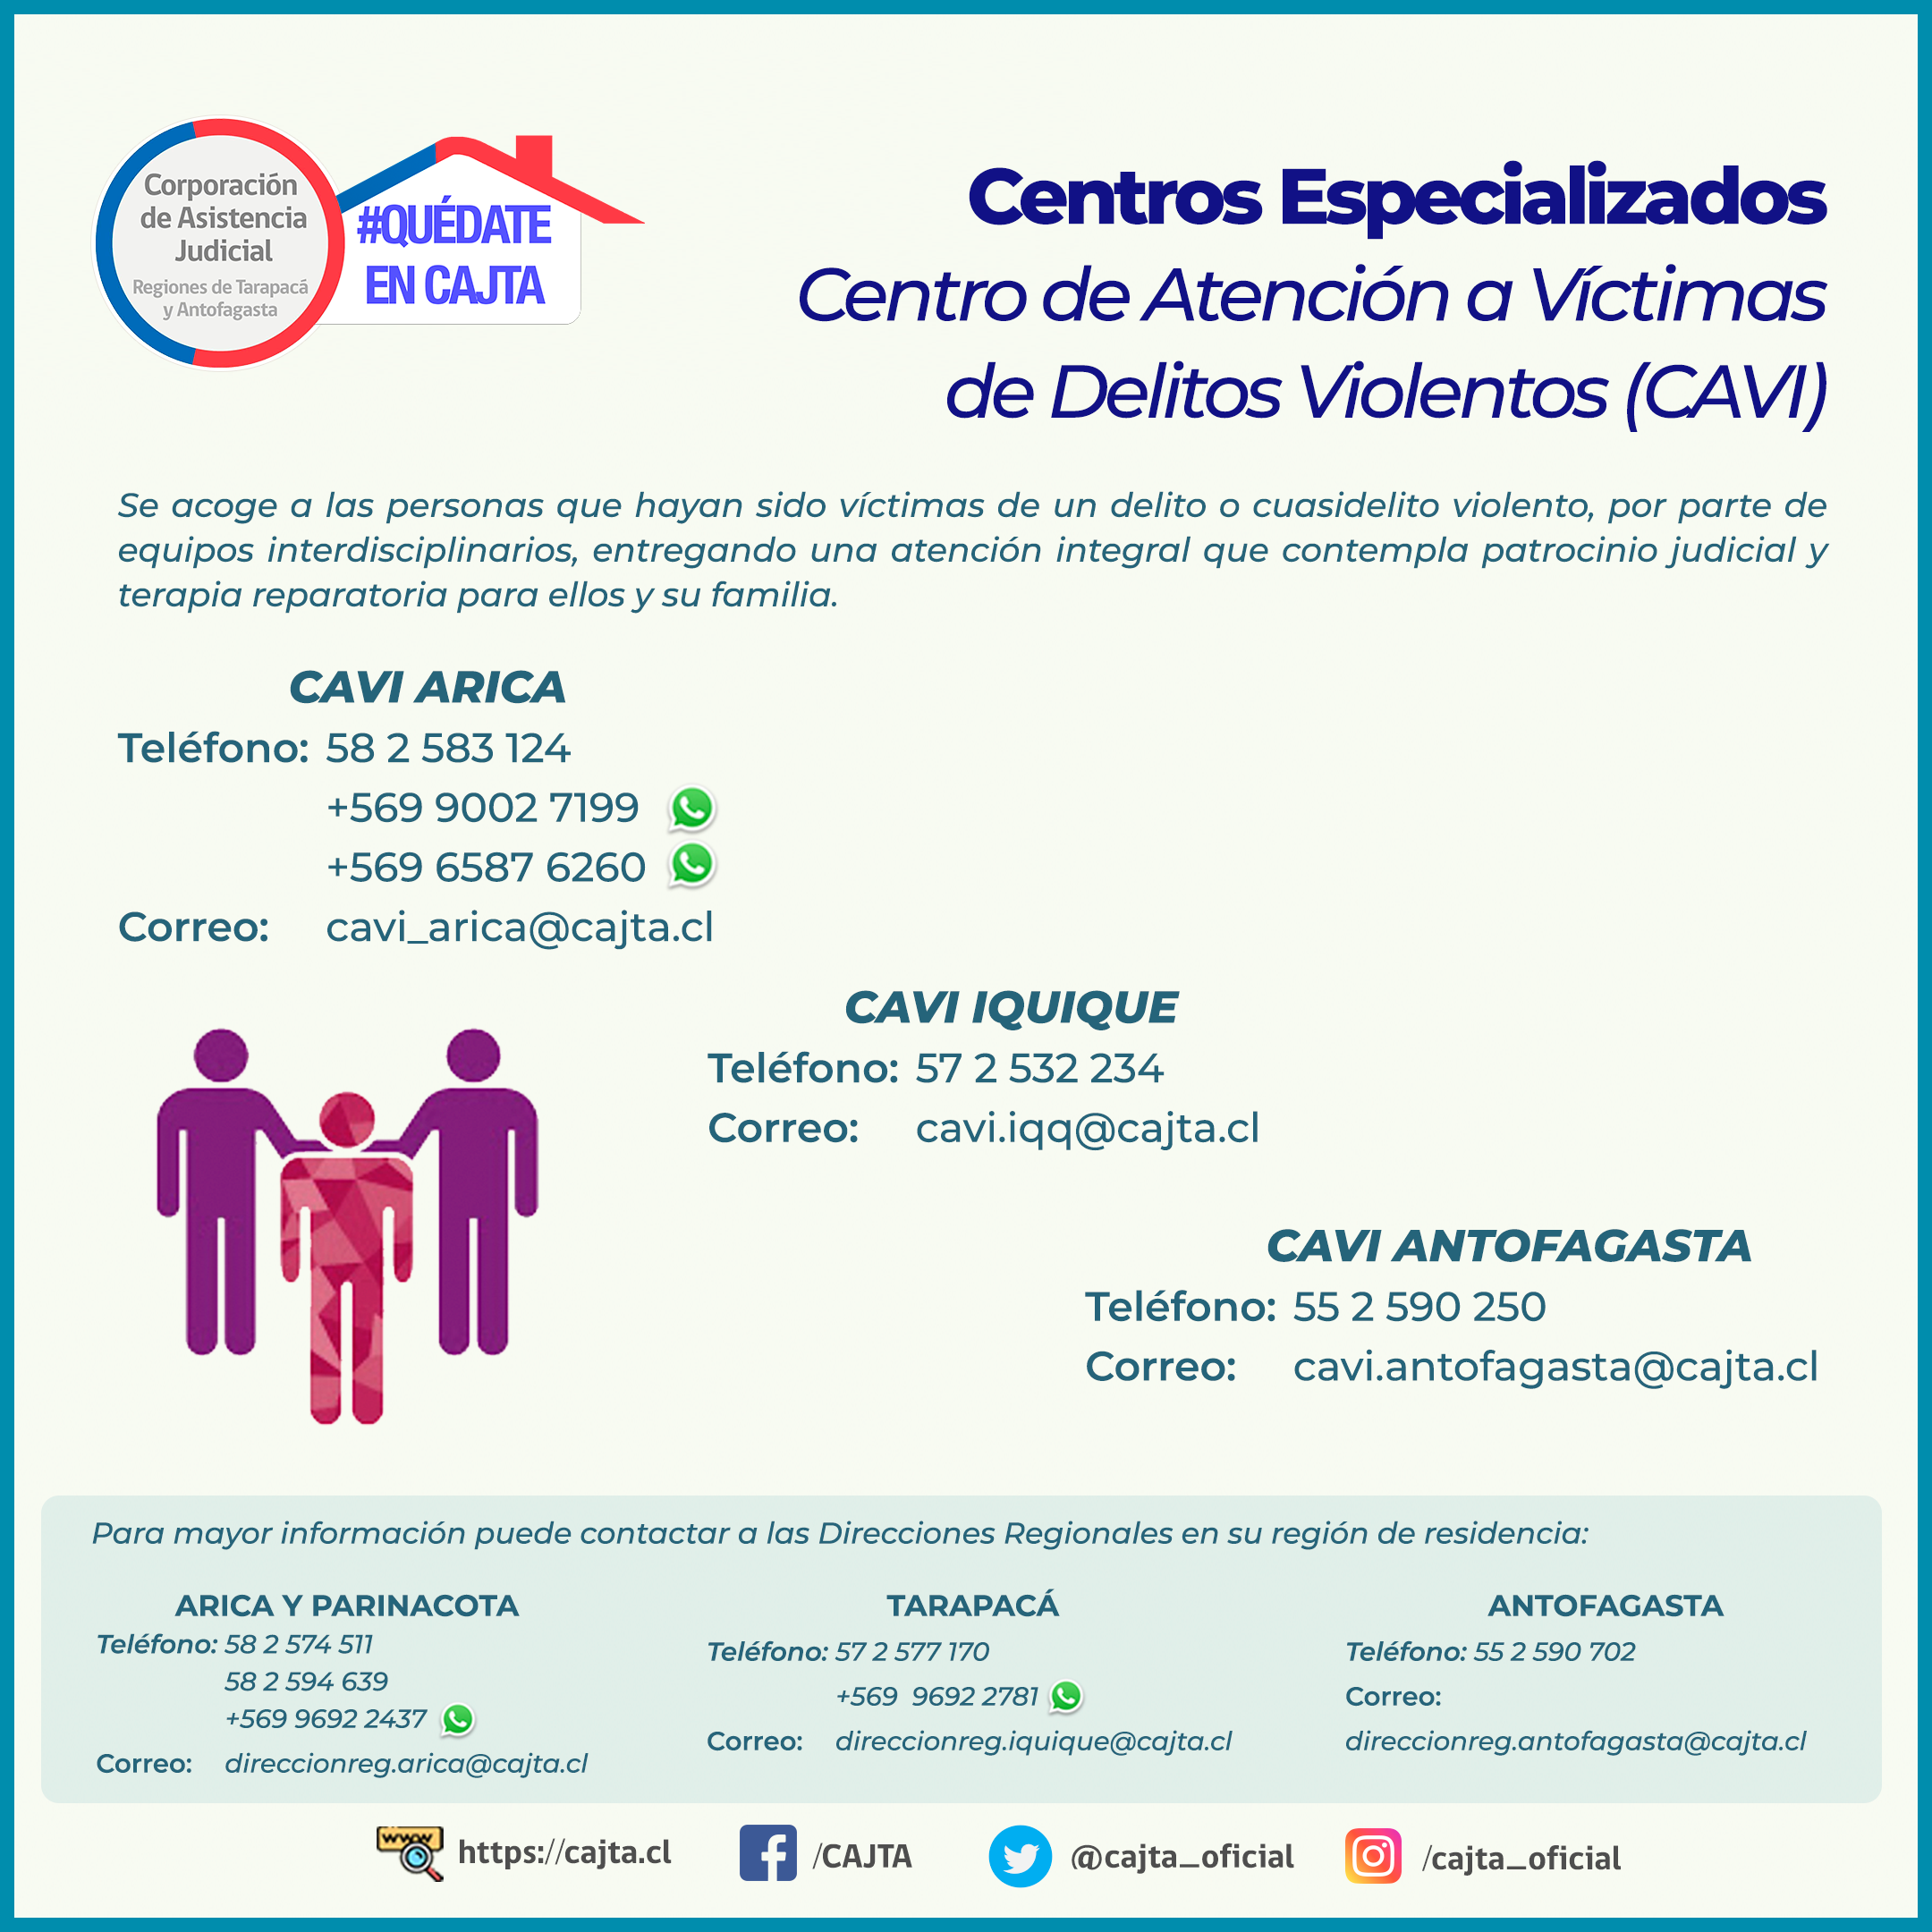 Corporación
de Asistencia
Judicial
Regiones de Tarapacá
y Antofagasta
#QUÉDATE
EN CAJTA
Centros Especializados
Centro de Atención a Víctimas
de Delitos Violentos (CAVI)
Se acoge a las personas que hayan sido víctimas de un delito o cuasidelito violento, por parte de
equipos interdisciplinarios, entregando una atención integral que contempla patrocinio judicial y
terapia reparatoria para ellos y su familia.
CAVI ARICA
Teléfono: 58 2 583 124
+569 9002 7199
+569 6587 6260
Correo: cavi_arica@cajta.cl
CAVI IQUIQUE
Teléfono: 57 2 532 234
Correo: cavi.iqq@cajta.cl
CAVI ANTOFAGASTA
Teléfono: 55 2 590 250
Correo: cavi.antofagasta@cajta.cl
Para mayor información puede contactar a las Direcciones Regionales en su región de residencia:
ARICA Y PARINACOTA
Teléfono: 58 2 574 511
58 2 594 639
+569 9692 2437
Correo: direccionreg.arica@cajta.cl
TARAPACÁ
Teléfono: 57 2 577 170
+569  9692 2781
Correo: direccionreg.iquique@cajta.cl
ANTOFAGASTA
Teléfono: 55 2 590 702
Correo:
direccionreg.antofagasta@cajta.cl
www
https://cajta.cl
/CAJTA
@cajta_oficial
/cajta_oficial